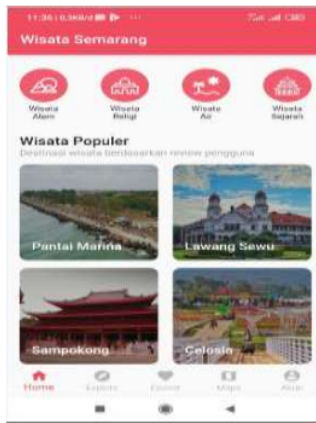 Wisata Semarang
Wisata Alam
Wisata Religi
Wisata Air
Wisata Sejarah
Wisata Populer
Destinasi wisata berdasarkan review pengguna
Pantai Marina
Lawang Sewu
Sampokong
Celosia
Home
Explore
Maps
Akun